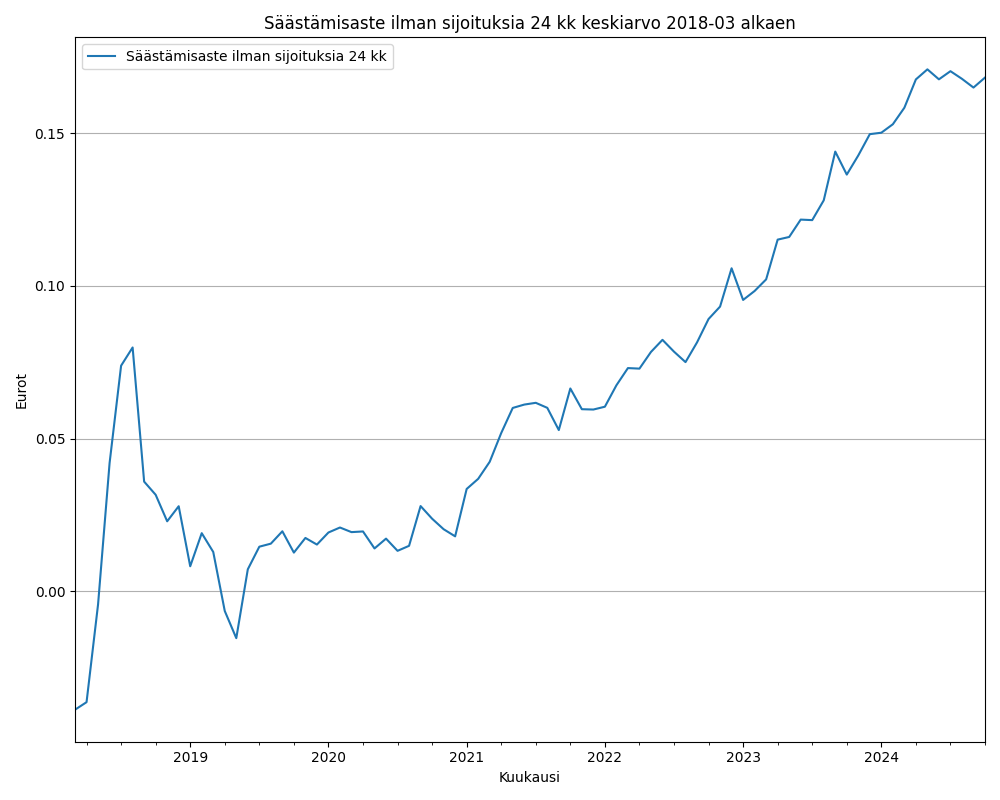 Säästämisaste ilman sijoituksia 24 kk keskiarvo 2018-03 alkaen
Säästämisaste ilman sijoituksia 24 kk
0.15
0.10
0.05
0.00
Eurot
2019 2020 2021 2022 2023 2024
Kuukausi